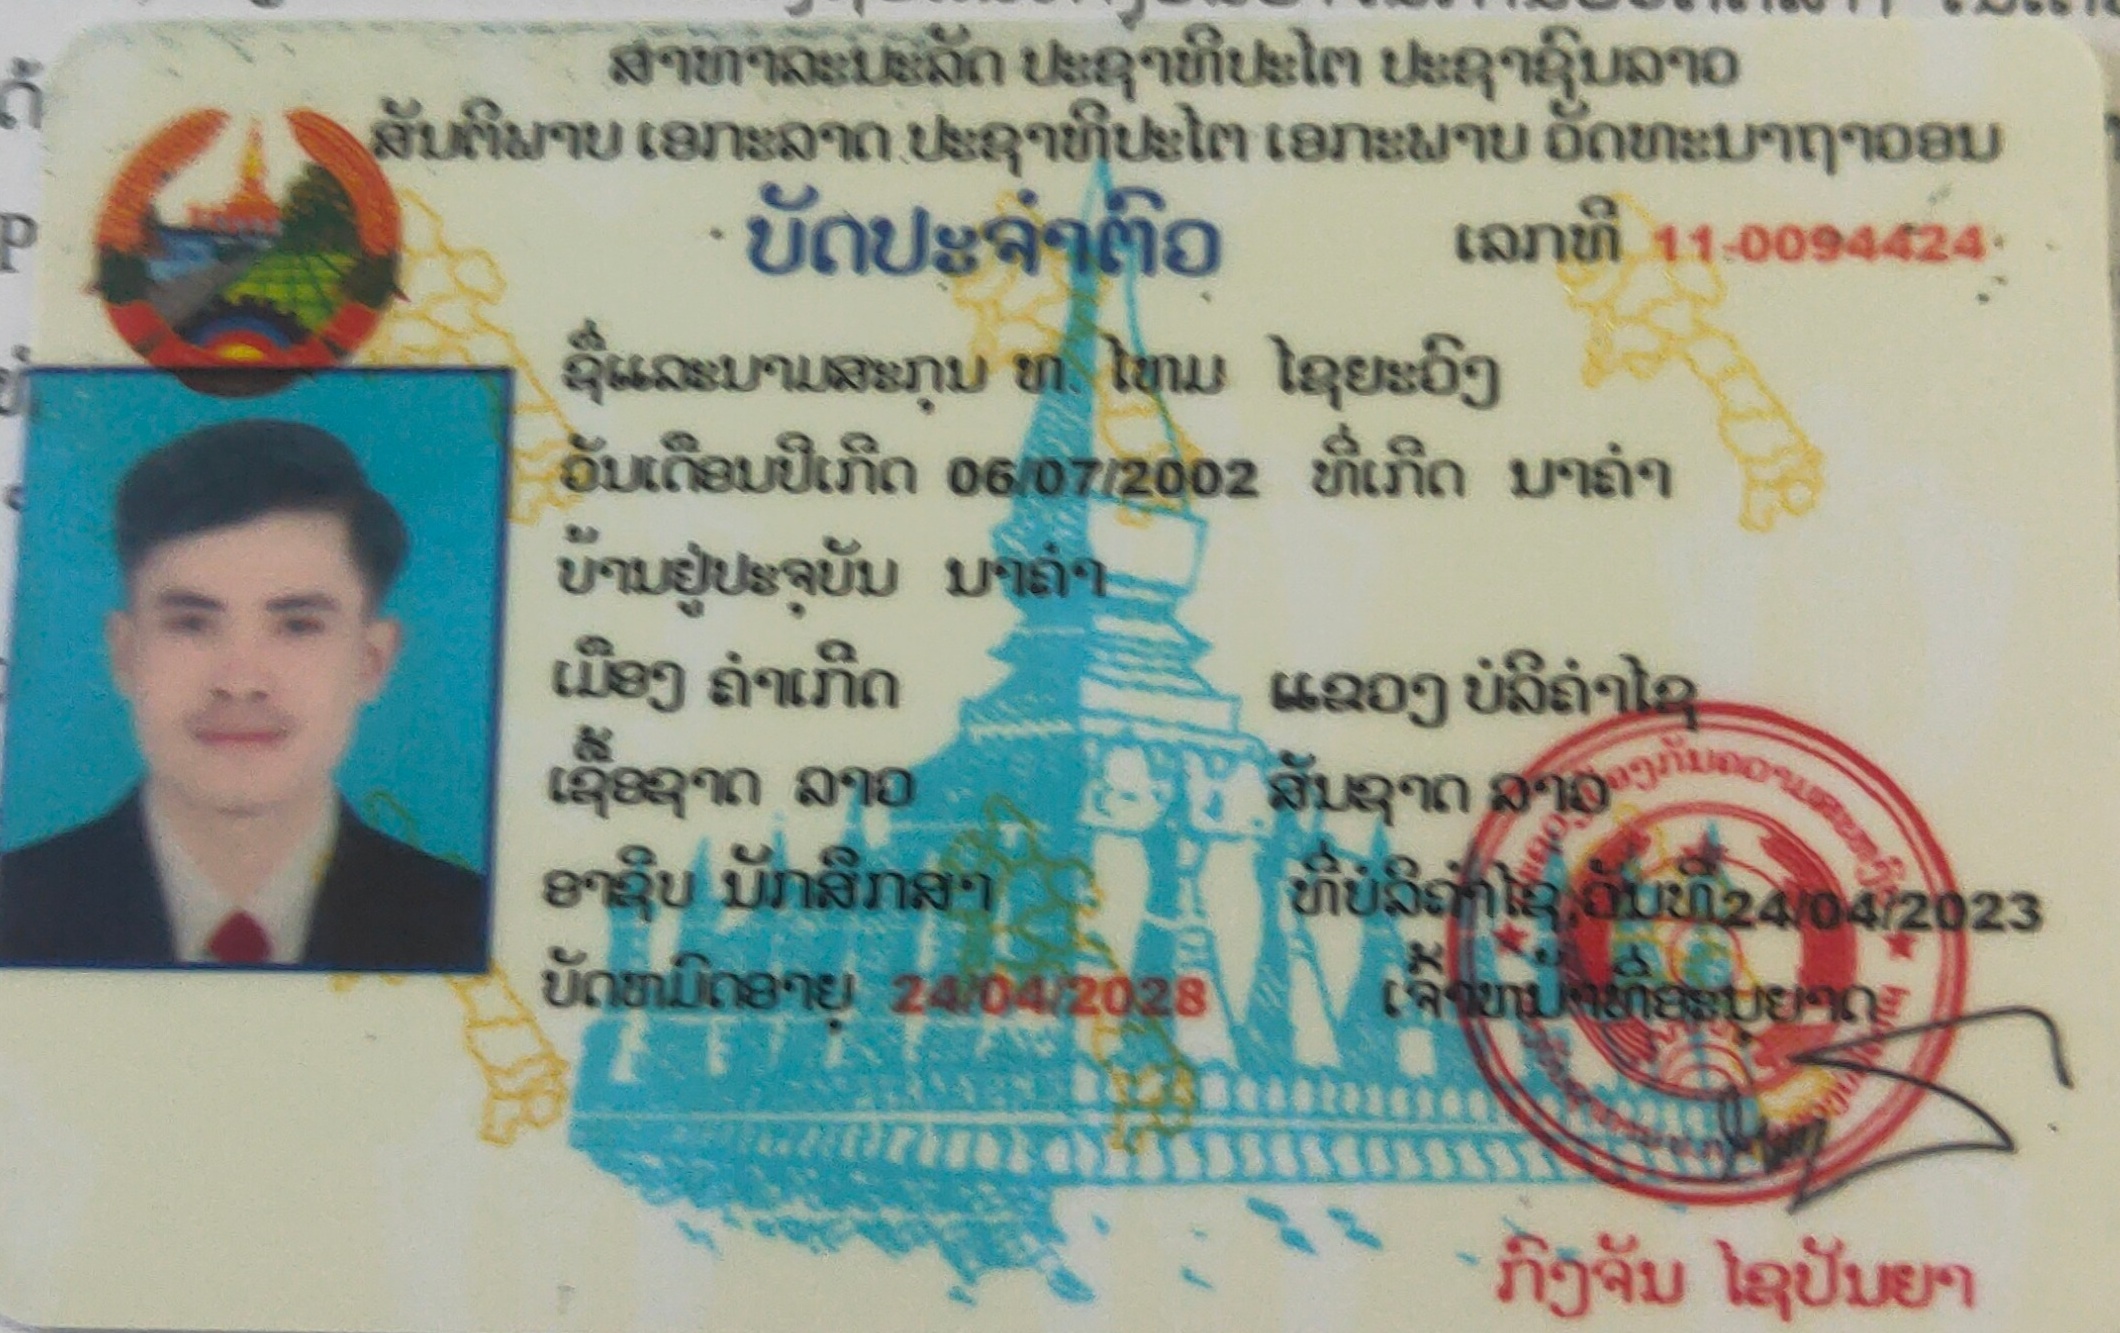 ສາທາລະນະລັດ ປະຊາທິປະໄຕ ປະຊາຊົນລາວ
ສັນຕິພາບ ເອກະລາດ ປະຊາທິປະໄຕ ເອກະພາບ ວັດທະນາຖາວອນ
ບັດປະຈຳຕົວ ເລກທີ 11-0094424
ຊື່ແລະນາມສະກຸນ ທ. ໄຫມ ໄຊຍະວົງ
ວັນເດືອນປີເກີດ 06/07/2002 ທີ່ເກີດ ນາຄຳ
ບ້ານຢູ່ປະຈຸບັນ ນາຄຳ
ເມືອງ ຄຳເກີດ ແຂວງ ບໍລິຄຳໄຊ
ເຊື້ອຊາດ ລາວ ສັນຊາດ ລາວ
ອາຊີບ ນັກສຶກສາ ທີ່ບໍລິຄຳໄຊ,ວັນທີ24/04/2023
ບັດຫມົດອາຍຸ 24/04/2028 ເຈົ້າຫນ້າທີ່ອະນຸຍາດ
ກົງຈັນ ໄຊປັນຍາ